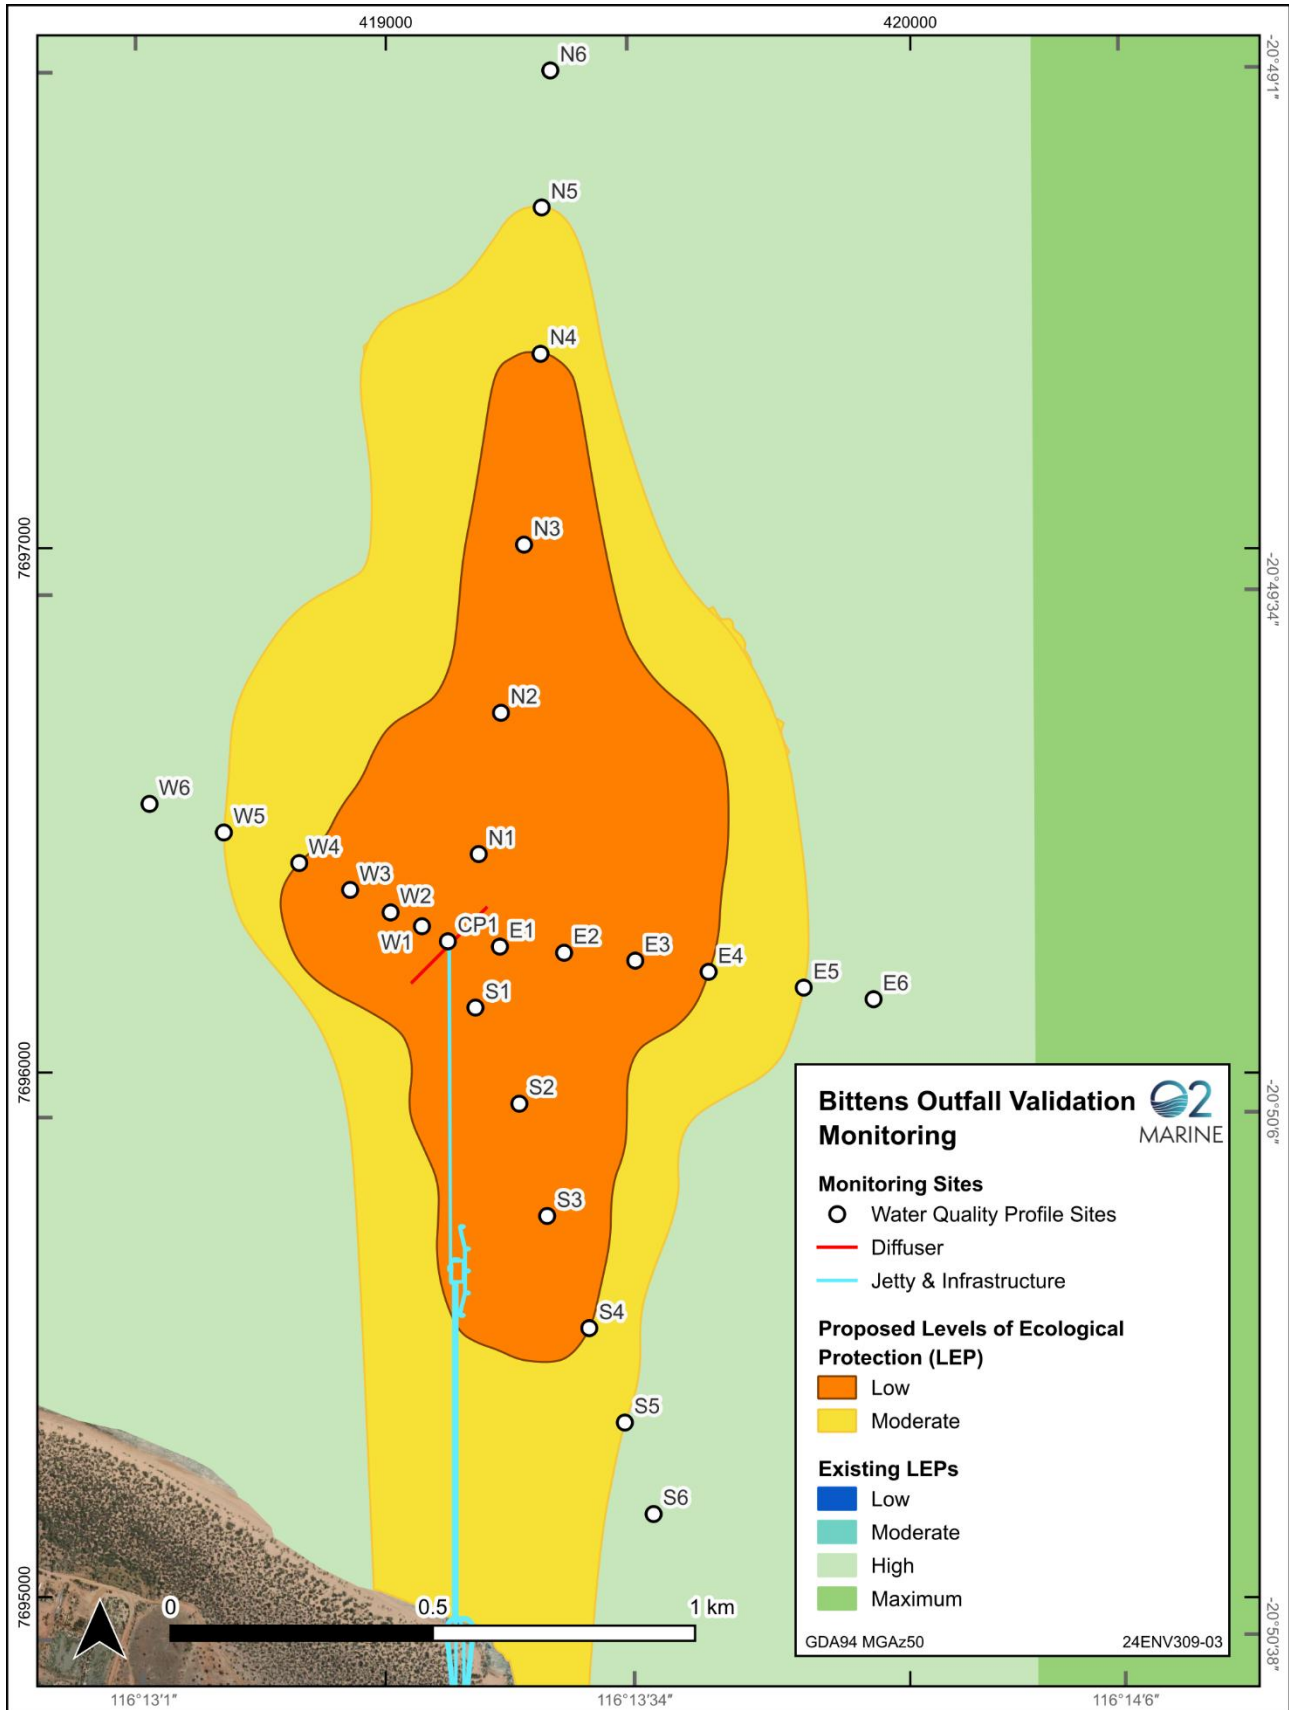 419000
420000
-20°49'1"
-20°49'34"
-20°50'6"
-20°50'38"
7697000
7696000
7695000
N6
N5
N4
N3
N2
N1
W6
W5
W4
W3
W2
W1
CP1
E1
E2
E3
E4
E5
E6
S1
S2
S3
S4
S5
S6
0
0.5
1 km
Bittens Outfall Validation
Monitoring
O2
MARINE
Monitoring Sites
Water Quality Profile Sites
Diffuser
Jetty & Infrastructure
Proposed Levels of Ecological
Protection (LEP)
Low
Moderate
Existing LEPs
Low
Moderate
High
Maximum
GDA94 MGAz50
24ENV309-03
116°13'1"
116°13'34"
116°14'6"